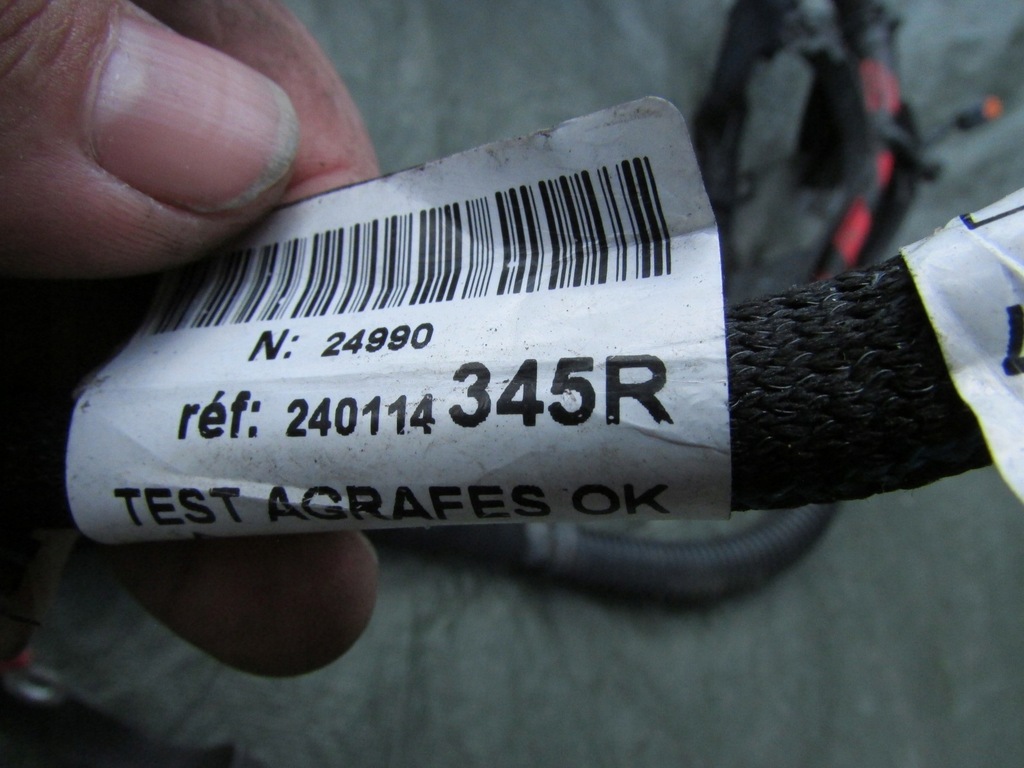 N: 24990
réf: 240114 345R
TEST AGRAFES OK